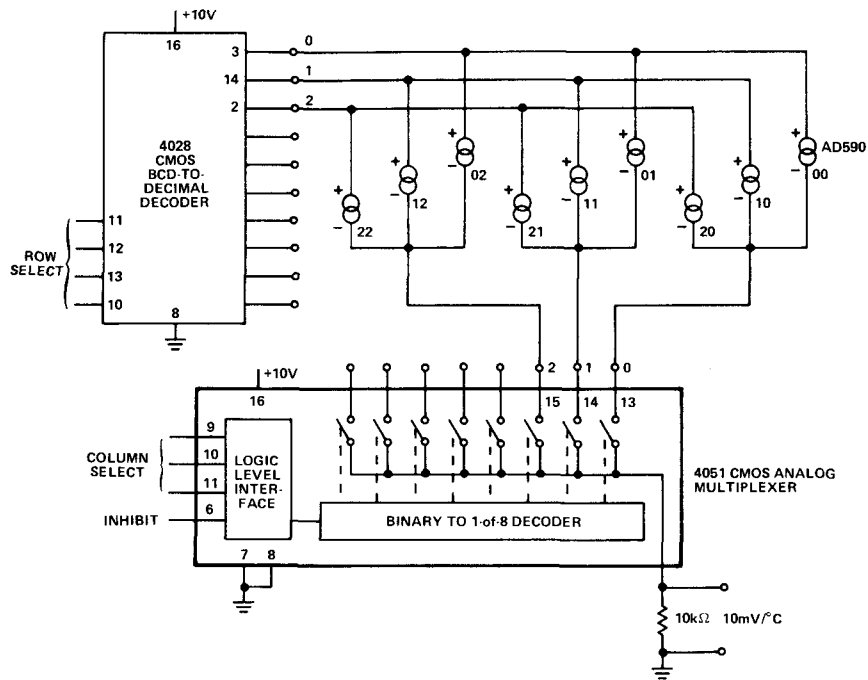 +10V
16
3
0
14
1
2
2
4028
CMOS
BCD-TO-
DECIMAL
DECODER
+
−
02
+
−
01
+
−
AD590
00
+
−
12
+
−
11
+
−
10
+
−
22
+
−
21
+
−
20
ROW
SELECT
11
12
13
10
8
+10V
16
2
1
0
15
14
13
COLUMN
SELECT
9
10
11
INHIBIT
6
LOGIC
LEVEL
INTER-
FACE
BINARY TO 1-of-8 DECODER
4051 CMOS ANALOG
MULTIPLEXER
7
8
10kΩ
10mV/°C